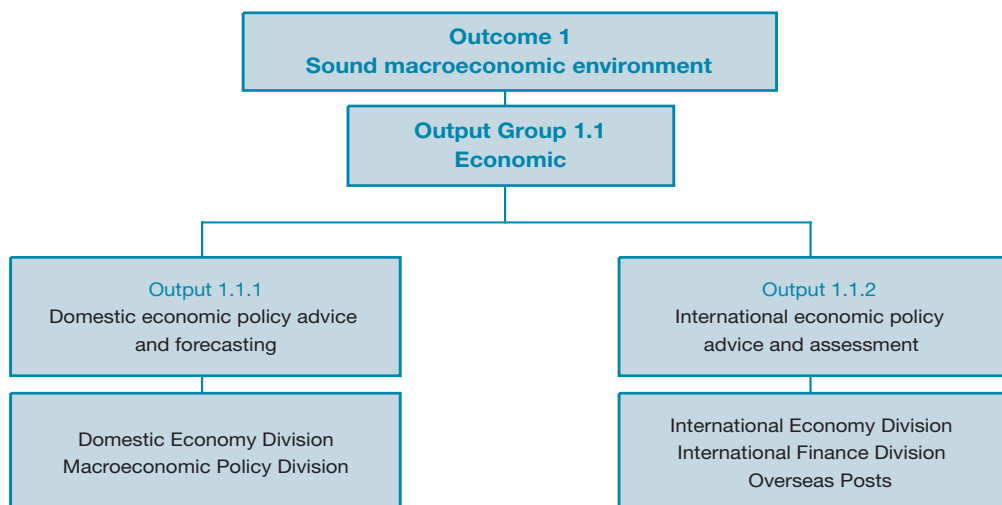 Outcome 1
Sound macroeconomic environment
Output Group 1.1
Economic
Output 1.1.1
Domestic economic policy advice
and forecasting
Output 1.1.2
International economic policy
advice and assessment
Domestic Economy Division
Macroeconomic Policy Division
International Economy Division
International Finance Division
Overseas Posts